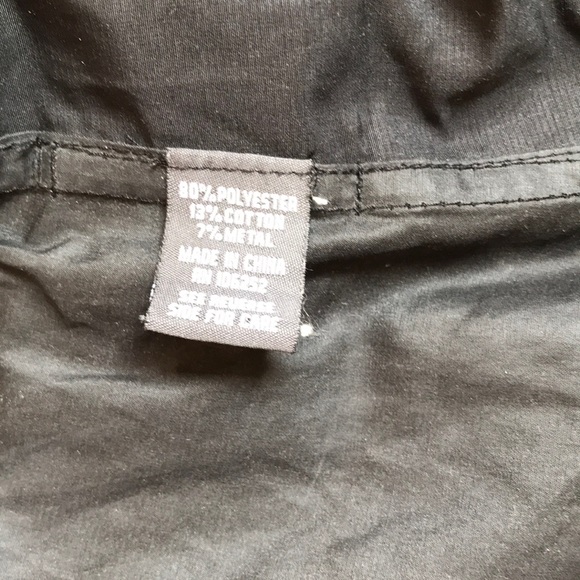 80% POLYESTER
13% COTTON
7% METAL
MADE IN CHINA
RN 106252
SEE REVERSE
SIDE FOR CARE